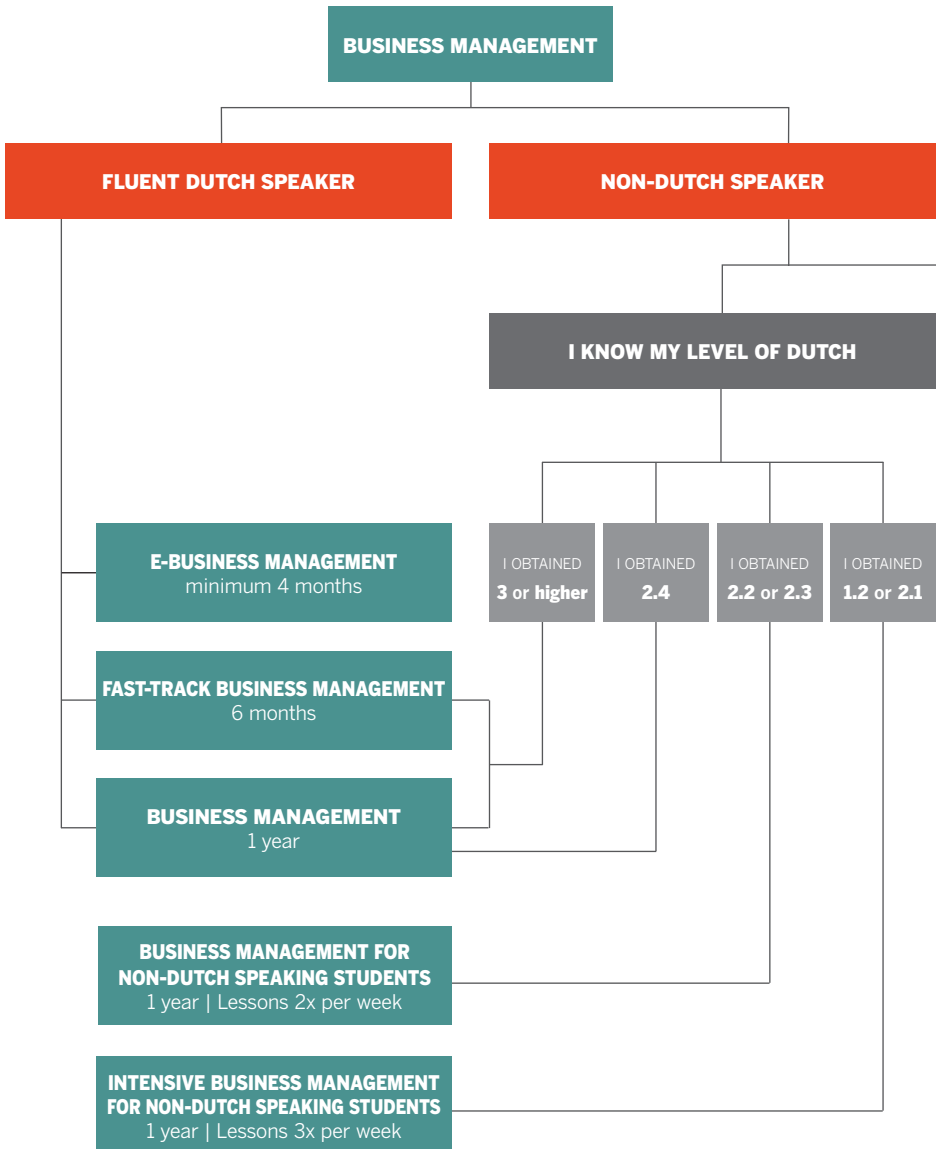 BUSINESS MANAGEMENT
FLUENT DUTCH SPEAKER
NON-DUTCH SPEAKER
I KNOW MY LEVEL OF DUTCH
E-BUSINESS MANAGEMENT
minimum 4 months
I OBTAINED
3 or higher
I OBTAINED
2.4
I OBTAINED
2.2 or 2.3
I OBTAINED
1.2 or 2.1
FAST-TRACK BUSINESS MANAGEMENT
6 months
BUSINESS MANAGEMENT
1 year
BUSINESS MANAGEMENT FOR
NON-DUTCH SPEAKING STUDENTS
1 year | Lessons 2x per week
INTENSIVE BUSINESS MANAGEMENT
FOR NON-DUTCH SPEAKING STUDENTS
1 year | Lessons 3x per week